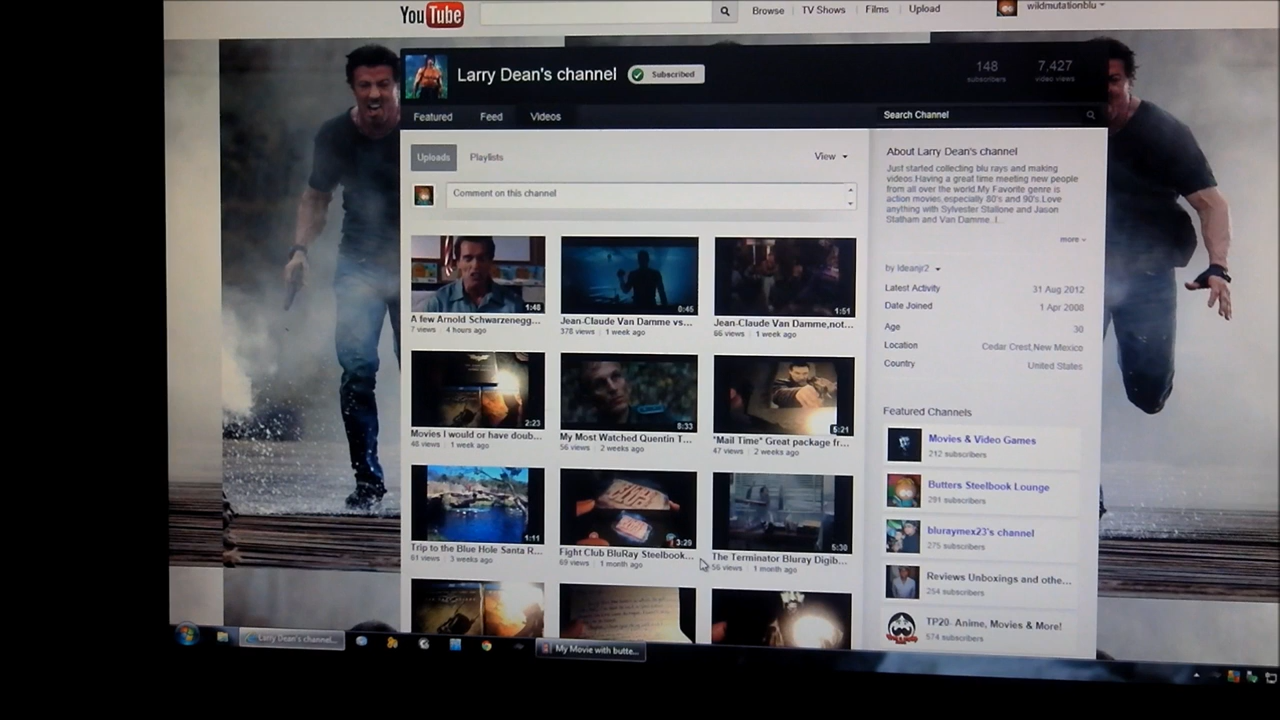 YouTube
Browse TV Shows Films Upload wildmutationblu
Larry Dean's channel Subscribed
148 subscribers
7,427 video views
Featured Feed Videos
Search Channel
Uploads Playlists View
Comment on this channel
A few Arnold Schwarzenegg...
1:48
7 views 4 hours ago
Jean-Claude Van Damme vs...
0:45
378 views 1 week ago
Jean-Claude Van Damme,not...
1:51
66 views 1 week ago
Movies I would or have doub...
2:23
48 views 1 week ago
My Most Watched Quentin T...
8:33
56 views 2 weeks ago
"Mail Time" Great package fr...
5:21
47 views 2 weeks ago
Trip to the Blue Hole Santa R...
1:11
61 views 3 weeks ago
Fight Club BluRay Steelbook...
3:29
69 views 1 month ago
The Terminator Bluray Digib...
5:30
56 views 1 month ago
About Larry Dean's channel
Just started collecting blu rays and making
videos.Having a great time meeting new people
from all over the world.My Favorite genre is
action movies,especially 80's and 90's.Love
anything with Sylvester Stallone and Jason
Statham and Van Damme..I...
more
by ldeanjr2
Latest Activity 31 Aug 2012
Date Joined 1 Apr 2008
Age 30
Location Cedar Crest,New Mexico
Country United States
Featured Channels
Movies & Video Games
212 subscribers
Butters Steelbook Lounge
291 subscribers
bluraymex23's channel
275 subscribers
Reviews Unboxings and othe...
254 subscribers
TP20- Anime, Movies & More!
574 subscribers
Larry Dean's channel...
My Movie with butte...